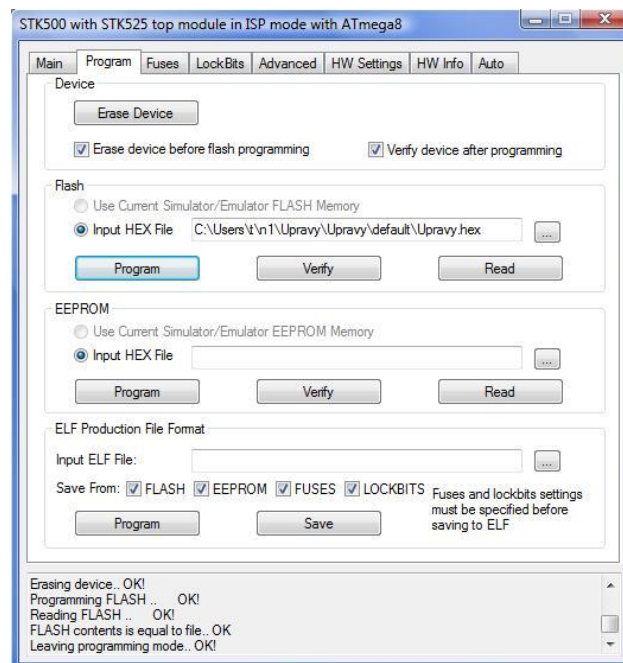 STK500 with STK525 top module in ISP mode with ATmega8
Main Program Fuses LockBits Advanced HW Settings HW Info Auto
Device
Erase Device
Erase device before flash programming Verify device after programming
Flash
Use Current Simulator/Emulator FLASH Memory
Input HEX File C:\Users\t\n1\Upravy\Upravy\default\Upravy.hex ...
Program Verify Read
EEPROM
Use Current Simulator/Emulator EEPROM Memory
Input HEX File ...
Program Verify Read
ELF Production File Format
Input ELF File: ...
Save From: FLASH EEPROM FUSES LOCKBITS
Fuses and lockbits settings
must be specified before
saving to ELF
Program Save
Erasing device.. OK!
Programming FLASH .. OK!
Reading FLASH .. OK!
FLASH contents is equal to file.. OK
Leaving programming mode.. OK!